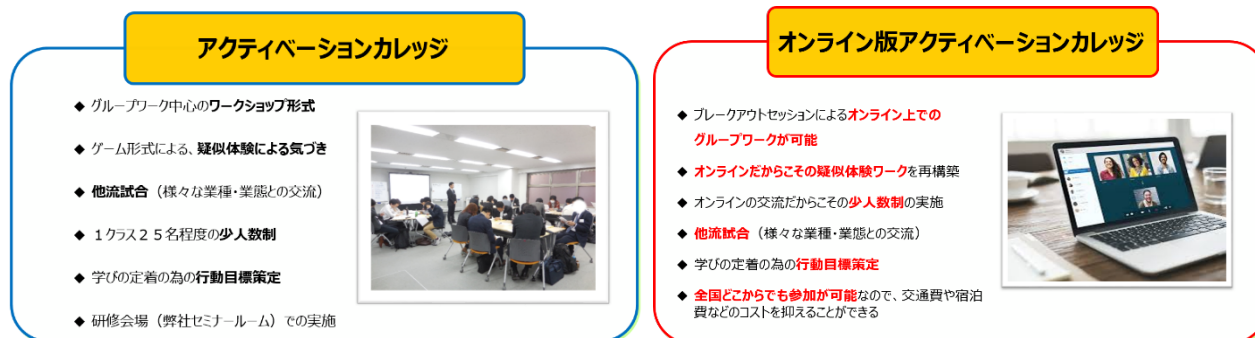 アクティベーションカレッジ
◆ グループワーク中心のワークショップ形式
◆ ゲーム形式による、疑似体験による気づき
◆ 他流試合（様々な業種・業態との交流）
◆ １クラス２５名程度の少人数制
◆ 学びの定着の為の行動目標策定
◆ 研修会場（弊社セミナールーム）での実施
オンライン版アクティベーションカレッジ
◆ ブレークアウトセッションによるオンライン上での
グループワークが可能
◆ オンラインだからこその疑似体験ワークを再構築
◆ オンラインの交流だからこその少人数制の実施
◆ 他流試合（様々な業種・業態との交流）
◆ 学びの定着の為の行動目標策定
◆ 全国どこからでも参加が可能なので、交通費や宿泊
費などのコストを抑えることができる